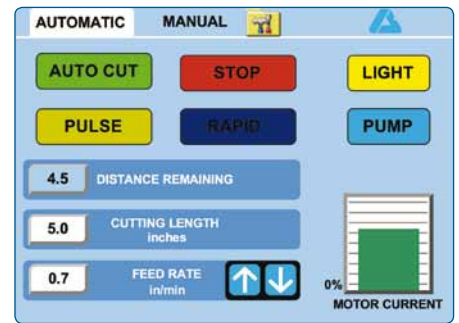 AUTOMATIC MANUAL
AUTO CUT STOP LIGHT
PULSE RAPID PUMP
4.5 DISTANCE REMAINING
5.0 CUTTING LENGTH
inches
0.7 FEED RATE
in/min
0%
MOTOR CURRENT